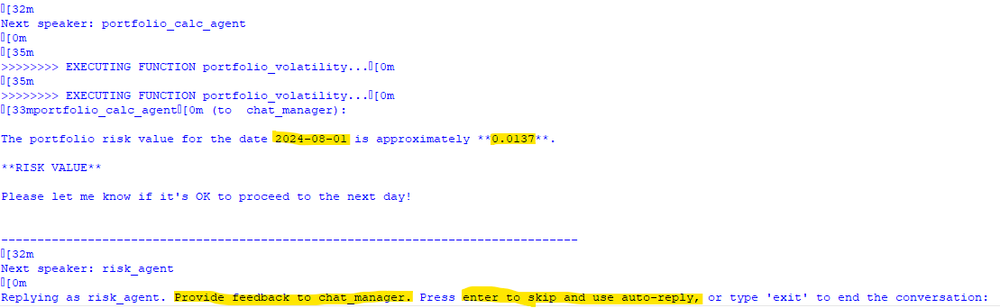 [32m
Next speaker: portfolio_calc_agent
[0m
[35m
>>>>>>>> EXECUTING FUNCTION portfolio_volatility...[0m
[35m
>>>>>>>> EXECUTING FUNCTION portfolio_volatility...[0m
[33mportfolio_calc_agent[0m (to  chat_manager):
The portfolio risk value for the date 2024-08-01 is approximately **0.0137**.
**RISK VALUE**
Please let me know if it's OK to proceed to the next day!
--------------------------------------------------------------------------------
[32m
Next speaker: risk_agent
[0m
Replying as risk_agent. Provide feedback to chat_manager. Press enter to skip and use auto-reply, or type 'exit' to end the conversation: